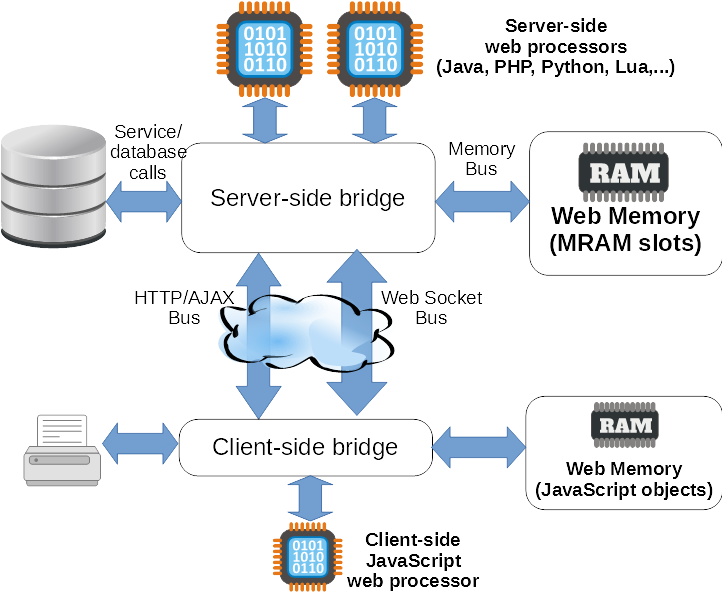 0101
1010
0110
0101
1010
0110
Server-side
web processors
(Java, PHP, Python, Lua,...)
Service/
database
calls
Server-side bridge
Memory
Bus
RAM
Web Memory
(MRAM slots)
HTTP/AJAX
Bus
Web Socket
Bus
Client-side bridge
RAM
Web Memory
(JavaScript objects)
0101
1010
0110
Client-side
JavaScript
web processor